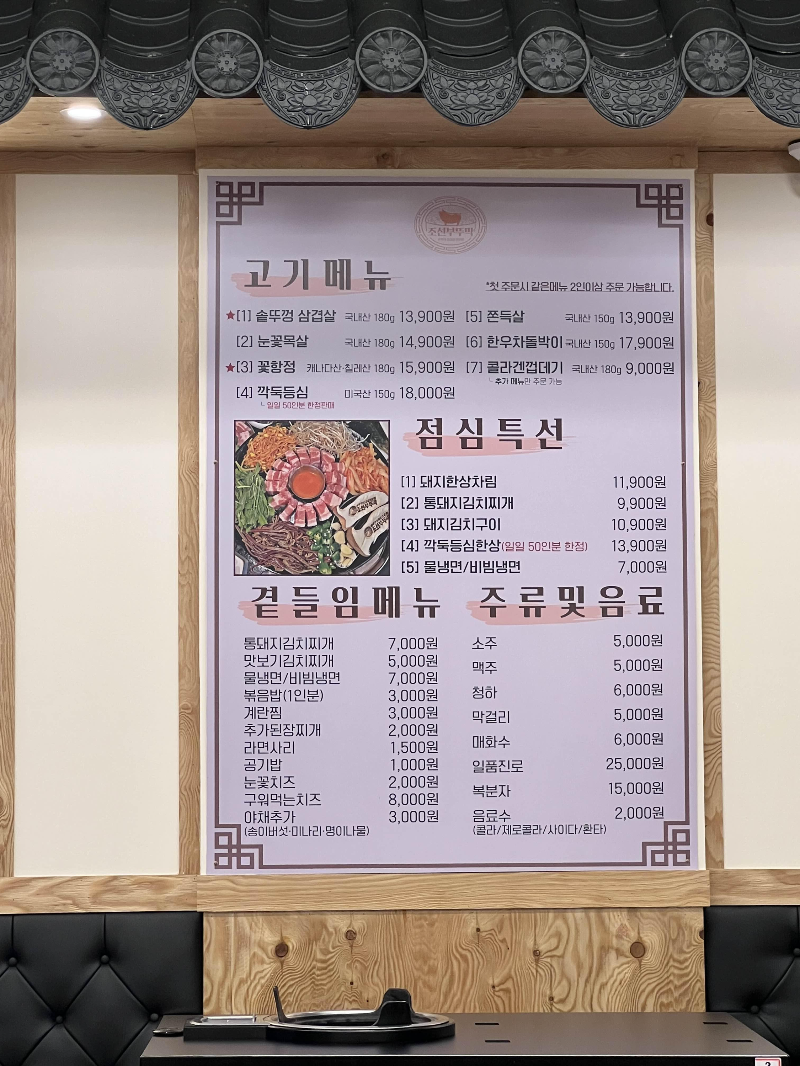 조선부뚜막
고기메뉴
*첫 주문시 같은메뉴 2인이상 주문 가능합니다.
★[1] 솥뚜껑 삼겹살 국내산 180g 13,900원
[2] 눈꽃목살 국내산 180g 14,900원
★[3] 꽃항정 캐나다산·칠레산 180g 15,900원
[4] 깍둑등심 미국산 150g 18,000원
└ 일일 50인분 한정판매
[5] 쫀득살 국내산 150g 13,900원
[6] 한우차돌박이 국내산 150g 17,900원
[7] 콜라겐껍데기 국내산 180g 9,000원
└ 추가 메뉴만 주문 가능
점심특선
[1] 돼지한상차림 11,900원
[2] 통돼지김치찌개 9,900원
[3] 돼지김치구이 10,900원
[4] 깍둑등심한상(일일 50인분 한정) 13,900원
[5] 물냉면/비빔냉면 7,000원
곁들임메뉴
통돼지김치찌개 7,000원
맛보기김치찌개 5,000원
물냉면/비빔냉면 7,000원
볶음밥(1인분) 3,000원
계란찜 3,000원
추가된장찌개 2,000원
라면사리 1,500원
공기밥 1,000원
눈꽃치즈 2,000원
구워먹는치즈 8,000원
야채추가 3,000원
(송이버섯·미나리·명이나물)
주류및음료
소주 5,000원
맥주 5,000원
청하 6,000원
막걸리 5,000원
매화수 6,000원
일품진로 25,000원
복분자 15,000원
음료수 2,000원
(콜라/제로콜라/사이다/환타)
2